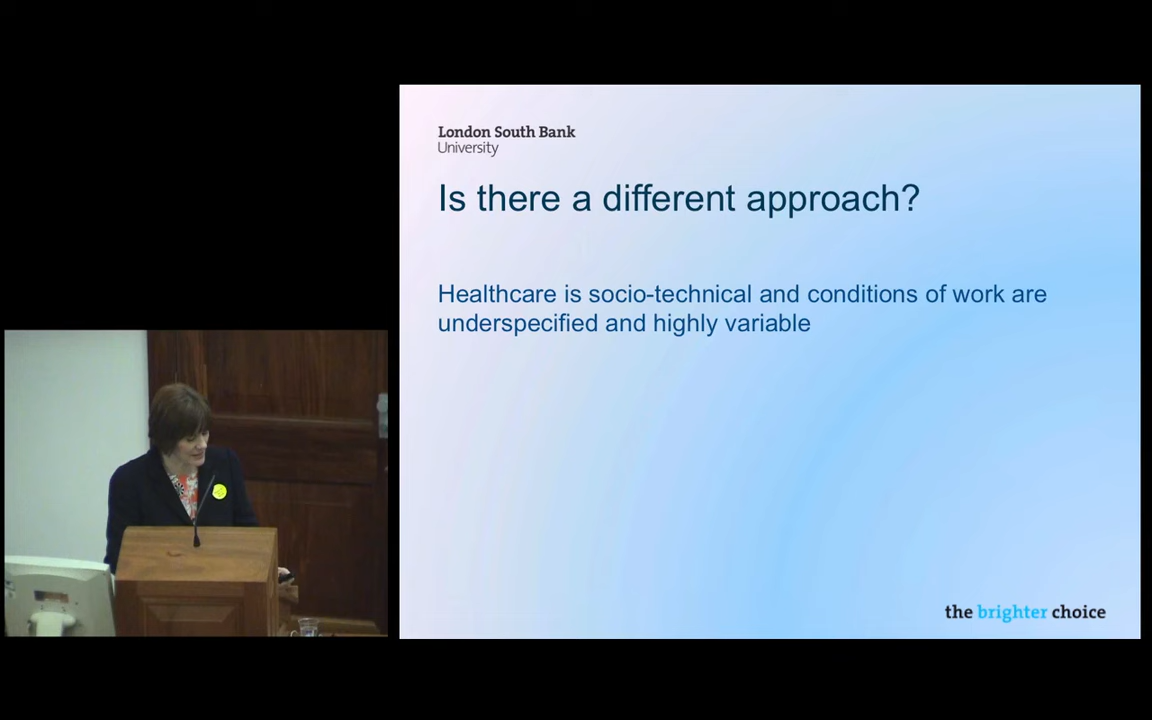 London South Bank
University
Is there a different approach?
Healthcare is socio-technical and conditions of work are
underspecified and highly variable
the brighter choice